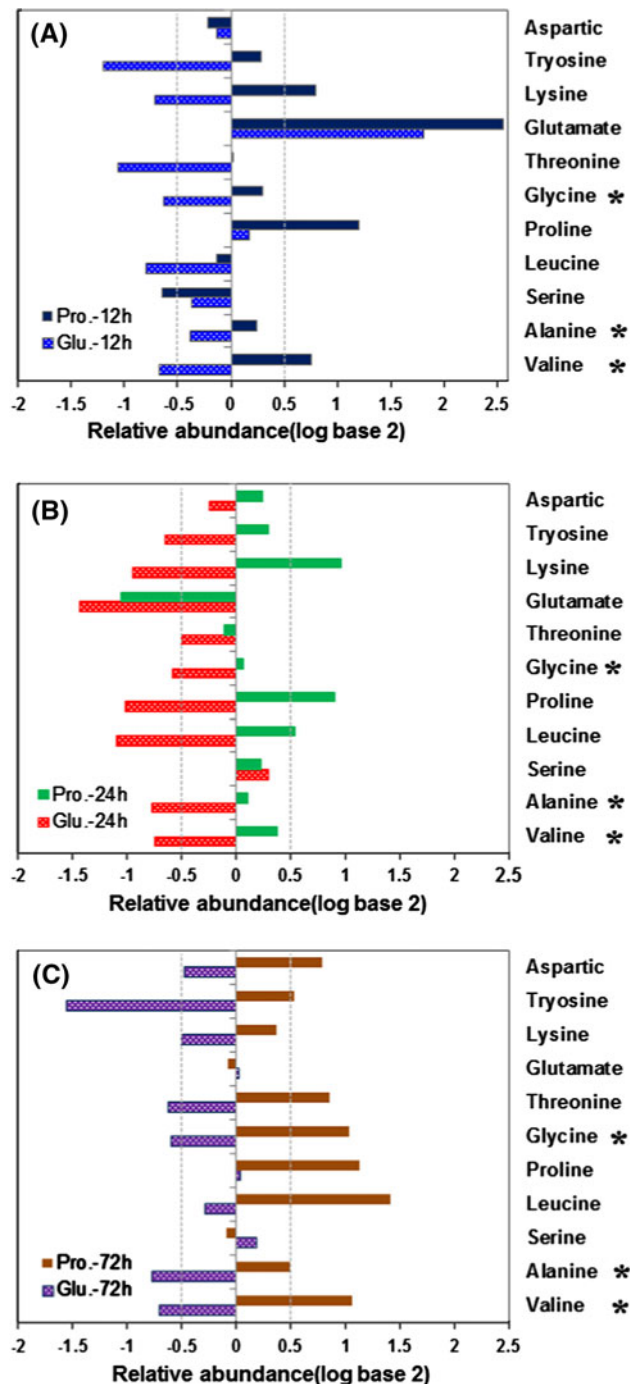 (A)
Aspartic
Tryosine
Lysine
Glutamate
Threonine
Glycine *
Proline
Leucine
Serine
Alanine *
Valine *
Pro.-12h
Glu.-12h
-2 -1.5 -1 -0.5 0 0.5 1 1.5 2 2.5
Relative abundance(log base 2)
(B)
Aspartic
Tryosine
Lysine
Glutamate
Threonine
Glycine *
Proline
Leucine
Serine
Alanine *
Valine *
Pro.-24h
Glu.-24h
-2 -1.5 -1 -0.5 0 0.5 1 1.5 2 2.5
Relative abundance(log base 2)
(C)
Aspartic
Tryosine
Lysine
Glutamate
Threonine
Glycine *
Proline
Leucine
Serine
Alanine *
Valine *
Pro.-72h
Glu.-72h
-2 -1.5 -1 -0.5 0 0.5 1 1.5 2 2.5
Relative abundance(log base 2)